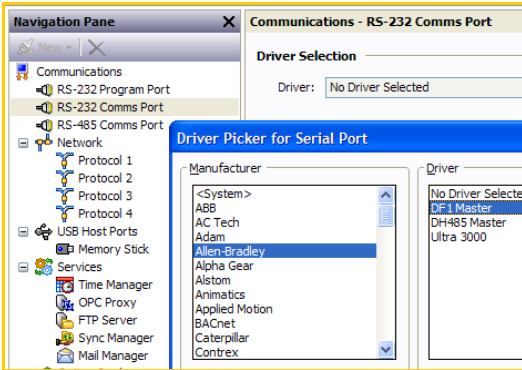 Navigation Pane X
New
Communications
RS-232 Program Port
RS-232 Comms Port
RS-485 Comms Port
Network
Protocol 1
Protocol 2
Protocol 3
Protocol 4
USB Host Ports
Memory Stick
Services
Time Manager
OPC Proxy
FTP Server
Sync Manager
Mail Manager
Communications - RS-232 Comms Port
Driver Selection
Driver: No Driver Selected
Driver Picker for Serial Port
Manufacturer
<System>
ABB
AC Tech
Adam
Allen-Bradley
Alpha Gear
Alstom
Animatics
Applied Motion
BACnet
Caterpillar
Contrex
Driver
No Driver Selecte
DF1 Master
DH485 Master
Ultra 3000